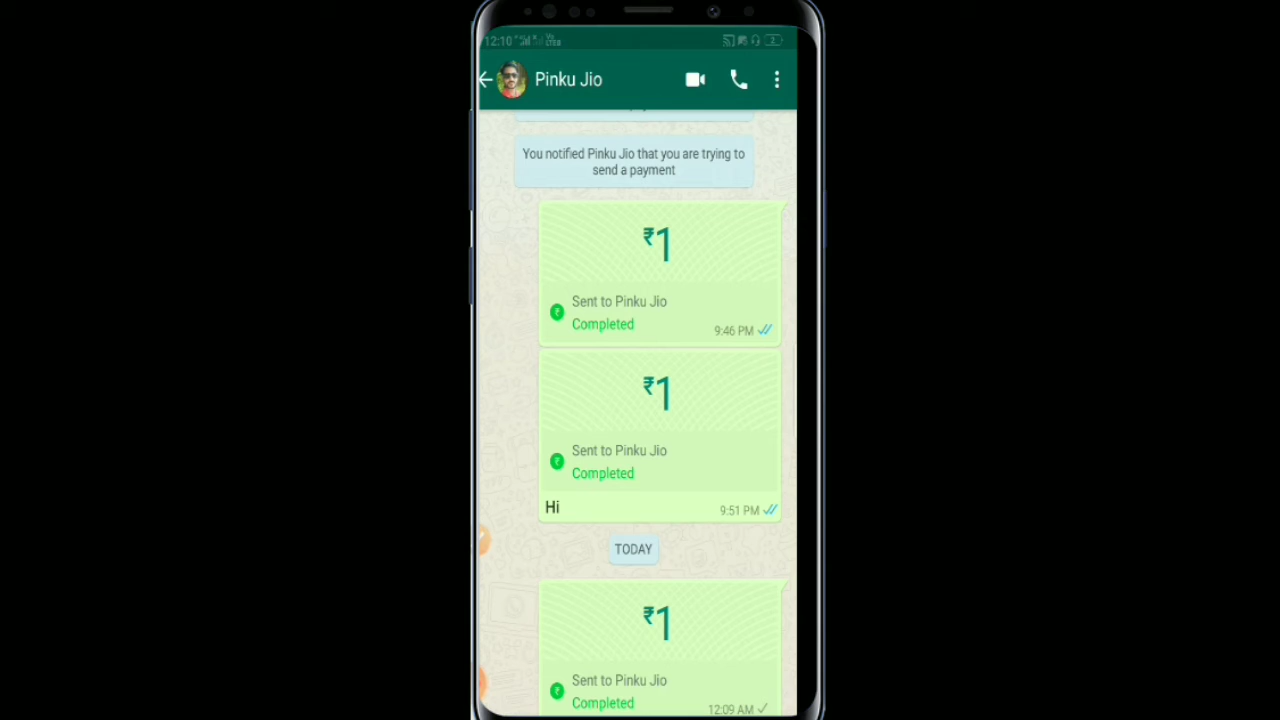 12:10
Pinku Jio
You notified Pinku Jio that you are trying to
send a payment
₹1
Sent to Pinku Jio
Completed
9:46 PM
₹1
Sent to Pinku Jio
Completed
Hi
9:51 PM
TODAY
₹1
Sent to Pinku Jio
Completed
12:09 AM